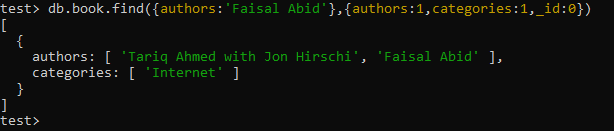 test> db.book.find({authors:'Faisal Abid'},{authors:1,categories:1,_id:0})
[
  {
    authors: [ 'Tariq Ahmed with Jon Hirschi', 'Faisal Abid' ],
    categories: [ 'Internet' ]
  }
]
test>